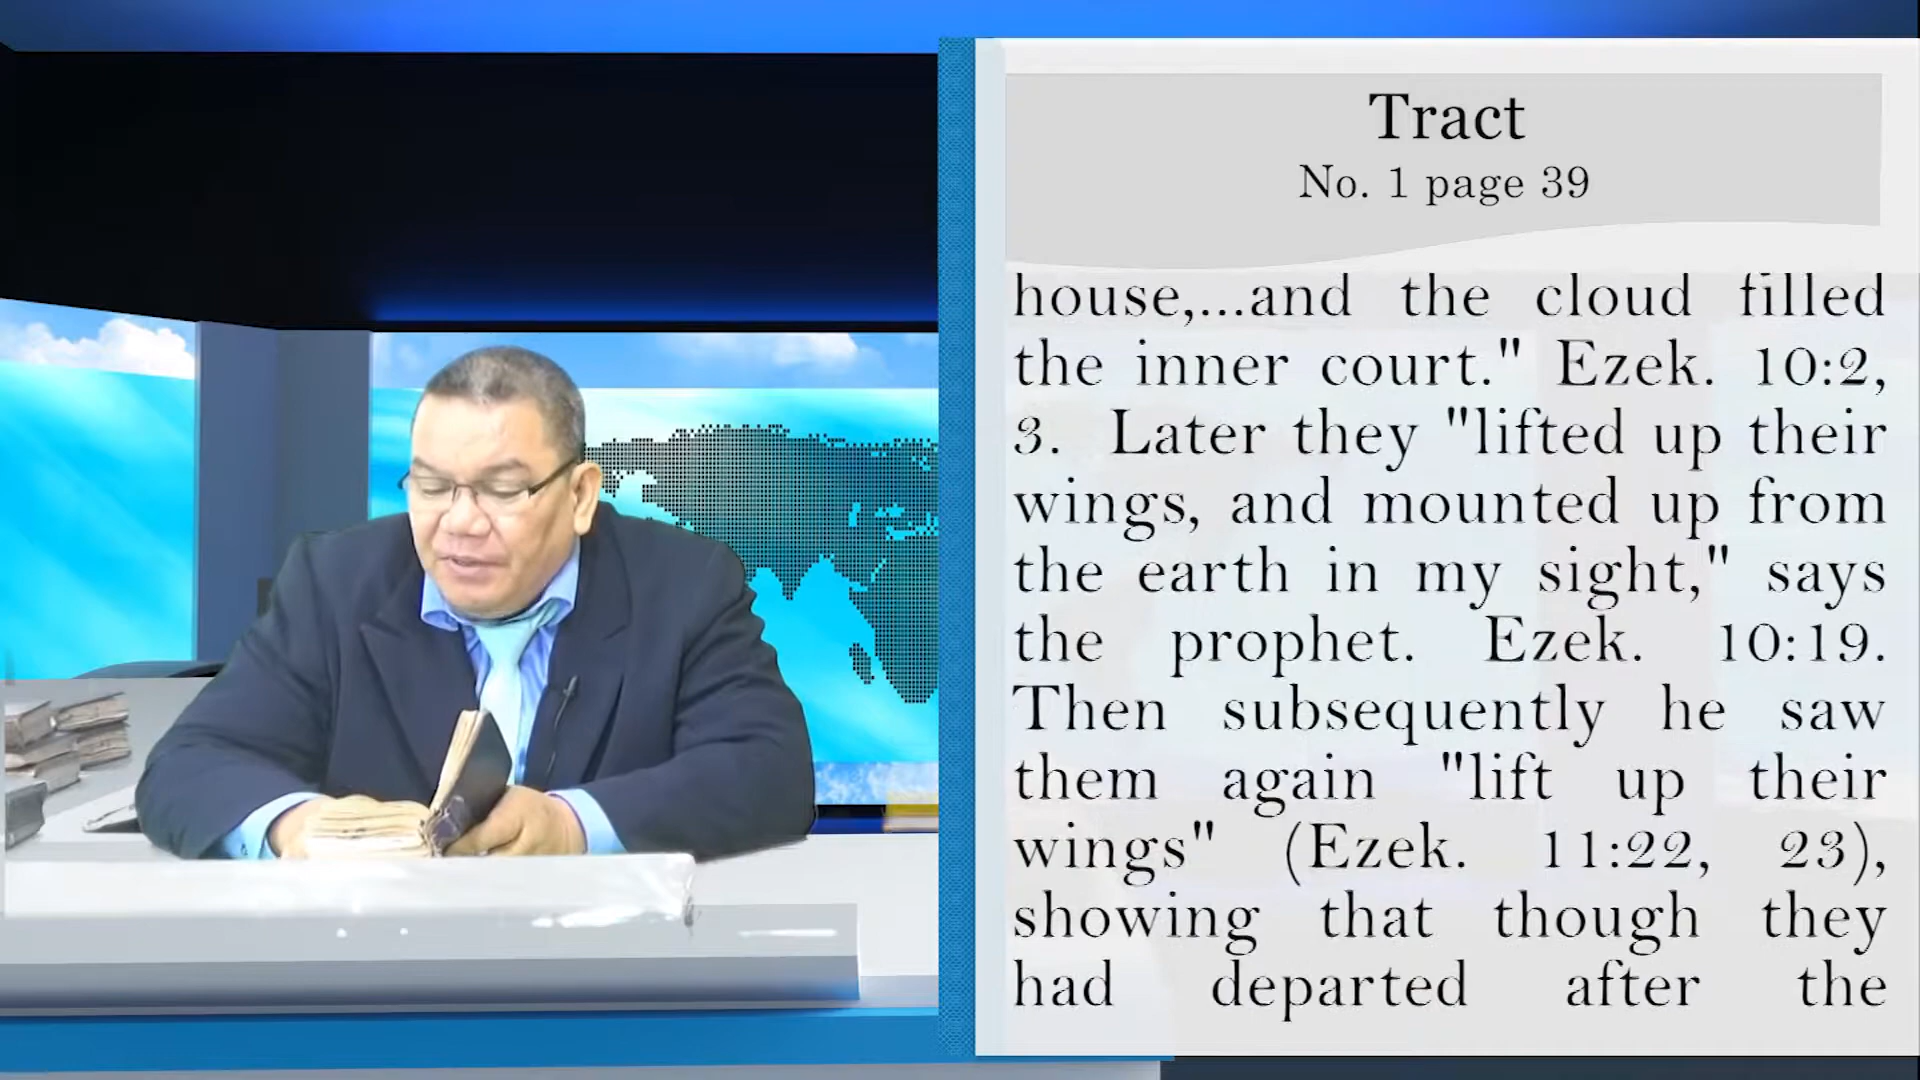 Tract
No. 1 page 39
house,...and the cloud filled
the inner court." Ezek. 10:2,
3. Later they "lifted up their
wings, and mounted up from
the earth in my sight," says
the prophet. Ezek. 10:19.
Then subsequently he saw
them again "lift up their
wings" (Ezek. 11:22, 23),
showing that though they
had departed after the